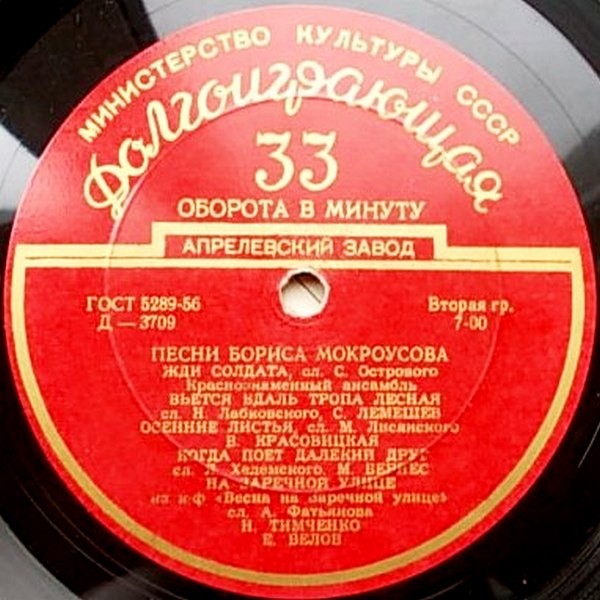 МИНИСТЕРСТВО КУЛЬТУРЫ СССР
Долгоиграющая
33
ОБОРОТА В МИНУТУ
АПРЕЛЕВСКИЙ ЗАВОД
ГОСТ 5289-56
Д — 3709
Вторая гр.
7-00
ПЕСНИ БОРИСА МОКРОУСОВА
ЖДИ СОЛДАТА, сл. С. Острового
Краснознаменный ансамбль
ВЬЕТСЯ ВДАЛЬ ТРОПА ЛЕСНАЯ
сл. Н. Лабковского, С. ЛЕМЕШЕВ
ОСЕННИЕ ЛИСТЬЯ, сл. М. Лисянского
В. КРАСОВИЦКАЯ
КОГДА ПОЕТ ДАЛЕКИЙ ДРУГ
сл. Я. Хелемского, М. БЕРНЕС
НА ЗАРЕЧНОЙ УЛИЦЕ
из к-ф «Весна на Заречной улице»
сл. А. Фатьянова
Н. ТИМЧЕНКО
Е. БЕЛОВ